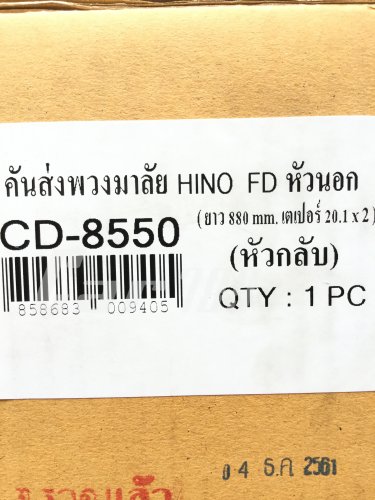 คันส่งพวงมาลัย HINO FD หัวนอก
(ยาว 880 mm. เตเปอร์ 20.1 x 2)
CD-8550
(หัวกลับ)
QTY : 1 PC
858683 009405
04 ธ.ค 2561